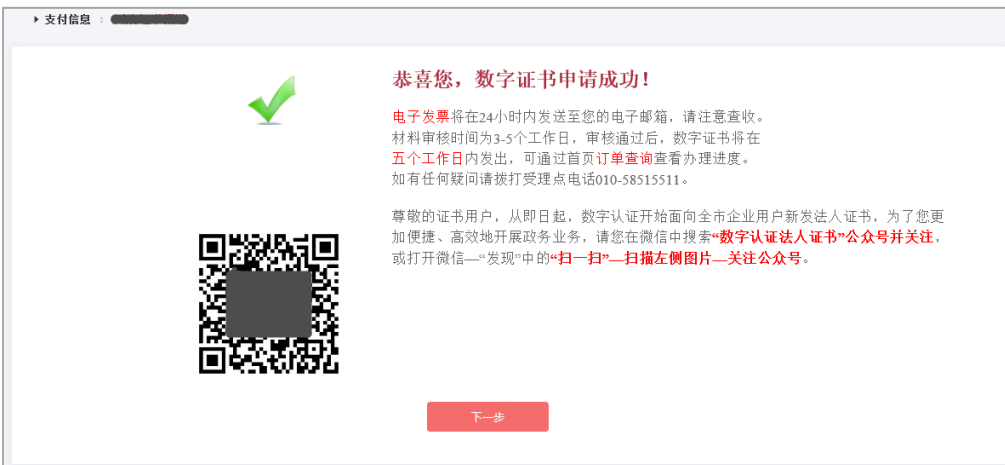 支付信息 :
恭喜您，数字证书申请成功！
电子发票将在24小时内发送至您的电子邮箱，请注意查收。
材料审核时间为3-5个工作日，审核通过后，数字证书将在
五个工作日内发出，可通过首页订单查询查看办理进度。
如有任何疑问请拨打受理点电话010-58515511。
尊敬的证书用户，从即日起，数字认证开始面向全市企业用户新发法人证书，为了您更
加便捷、高效地开展政务业务，请您在微信中搜索“数字认证法人证书”公众号并关注，
或打开微信—“发现”中的“扫一扫”—扫描左侧图片—关注公众号。
下一步